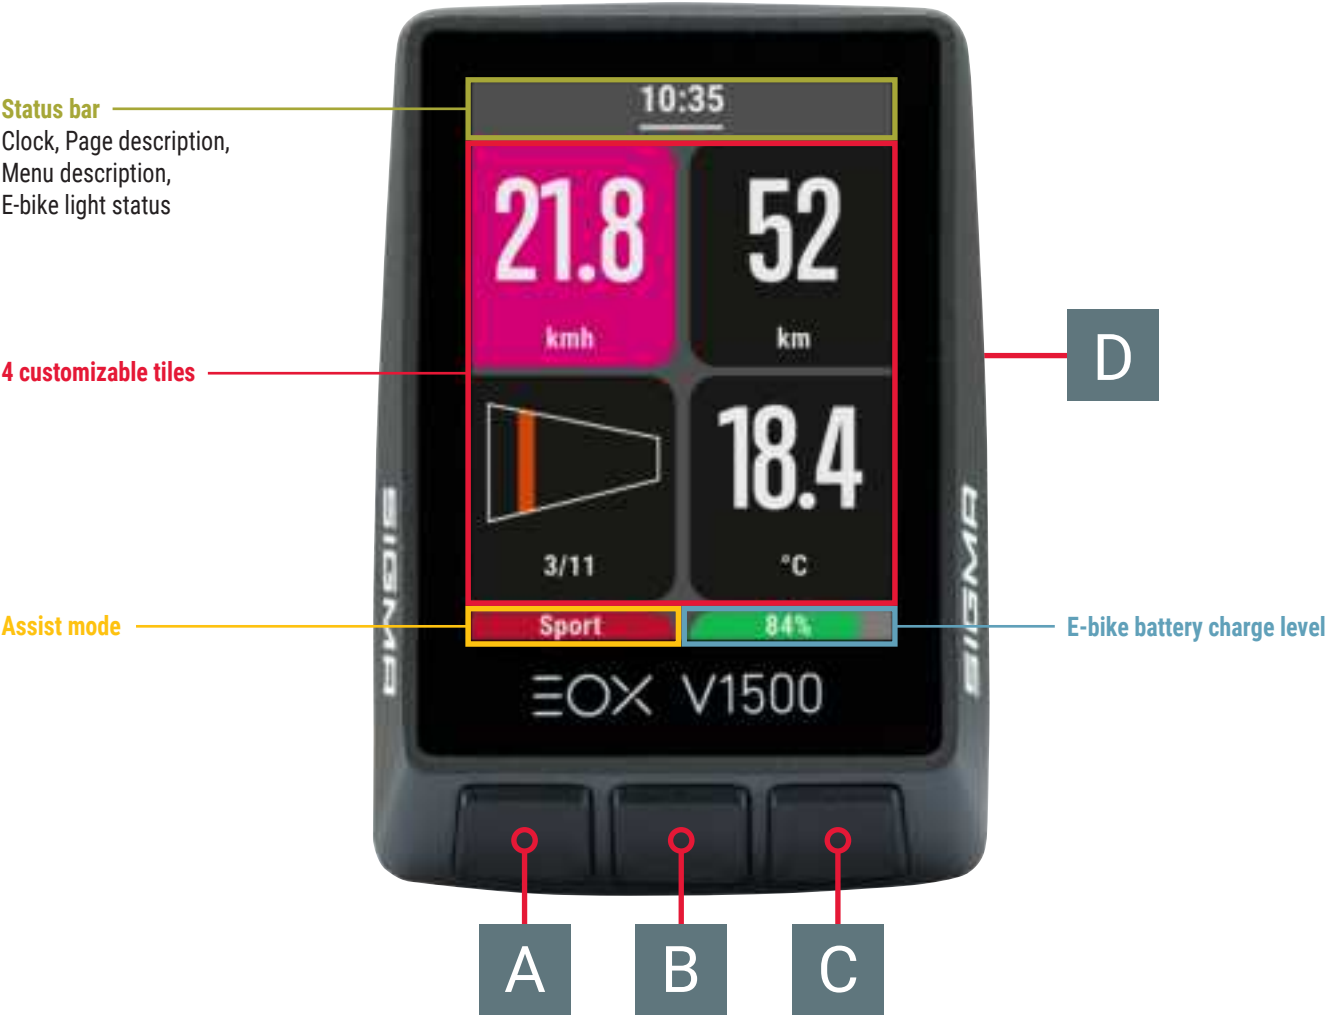 10:35
Status bar
Clock, Page description,
Menu description,
E-bike light status
21.8
kmh
52
km
4 customizable tiles
D
3/11
18.4
°C
SIGMA
SIGMA
Assist mode
Sport
84%
E-bike battery charge level
EOX V1500
A
B
C